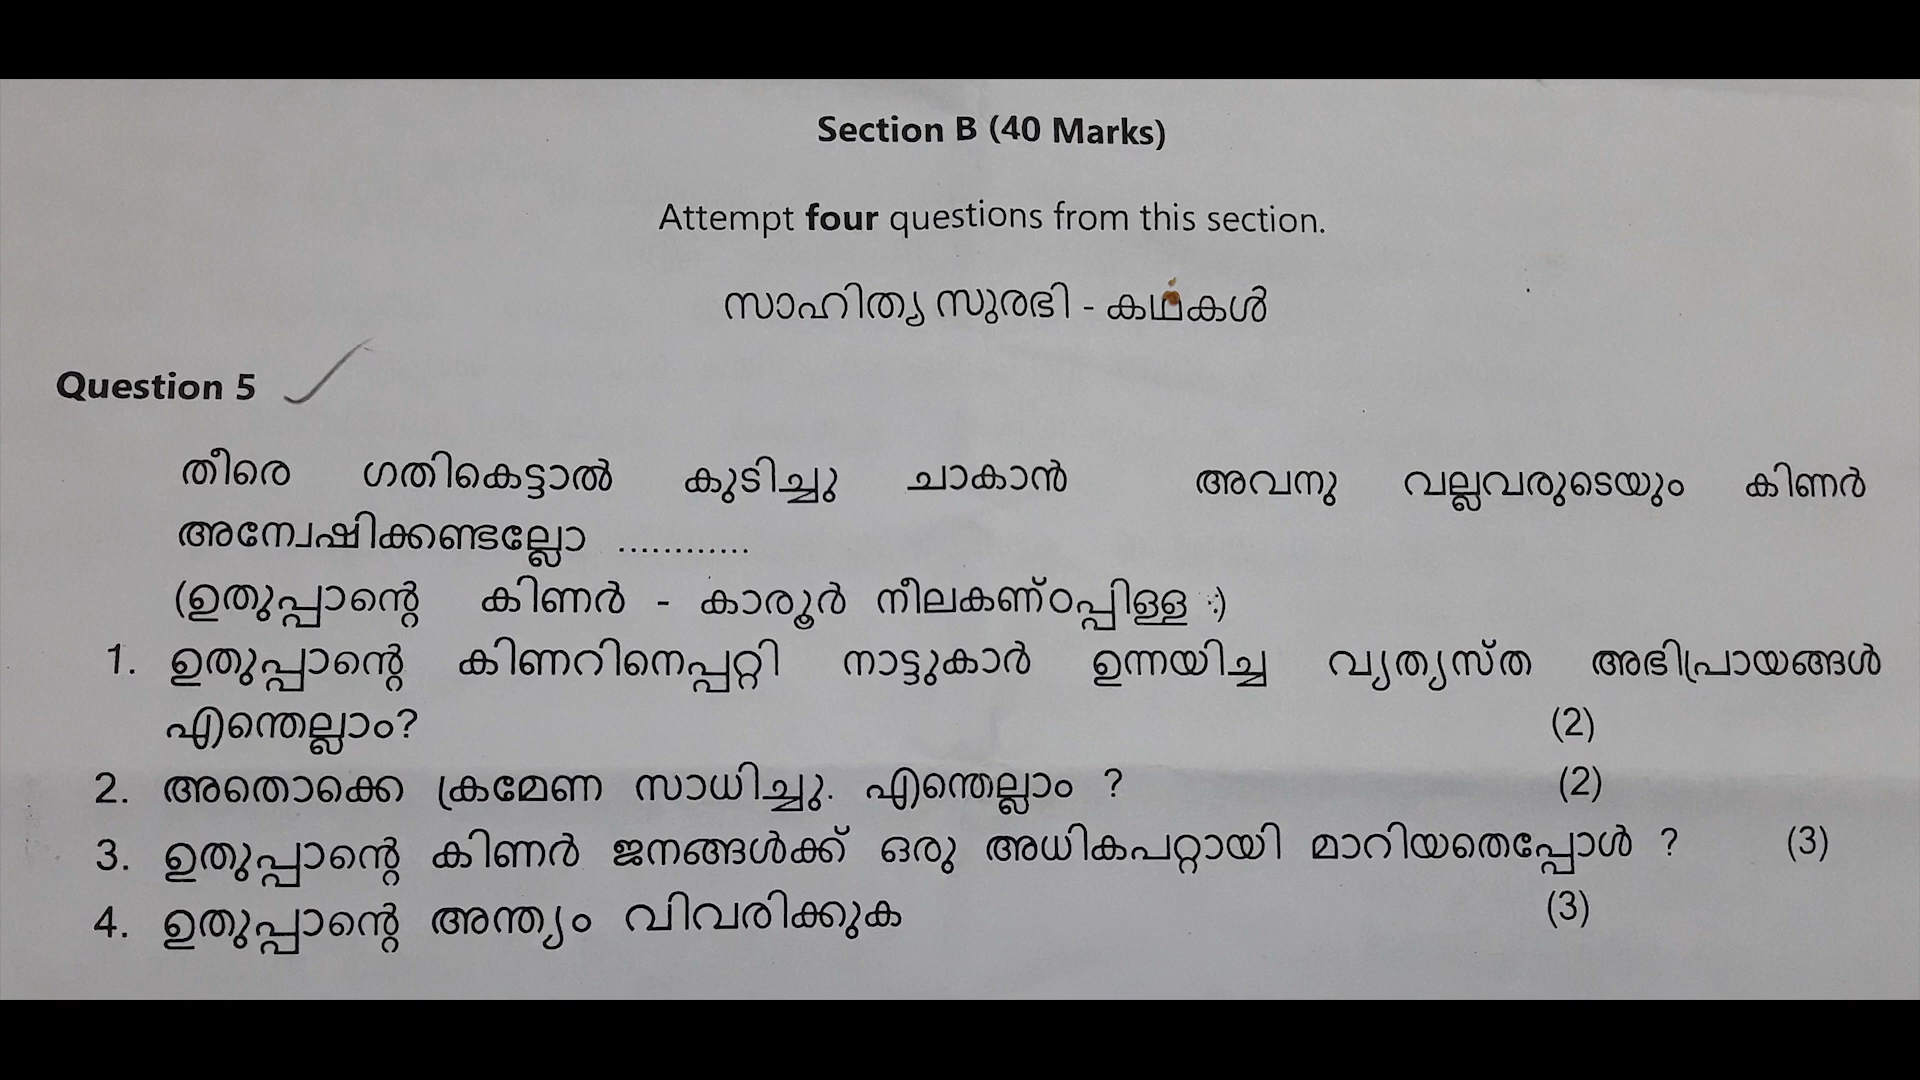 Section B (40 Marks)
Attempt four questions from this section.
സാഹിത്യ സുരഭി - കഥകൾ
Question 5
തീരെ ഗതികെട്ടാൽ കുടിച്ചു ചാകാൻ അവനു വല്ലവരുടെയും കിണർ
അന്വേഷിക്കണ്ടല്ലോ ............
(ഉതുപ്പാന്റെ കിണർ - കാരൂർ നീലകണ്ഠപ്പിള്ള :)
1. ഉതുപ്പാന്റെ കിണറിനെപ്പറ്റി നാട്ടുകാർ ഉന്നയിച്ച വ്യത്യസ്ത അഭിപ്രായങ്ങൾ
എന്തെല്ലാം? (2)
2. അതൊക്കെ ക്രമേണ സാധിച്ചു. എന്തെല്ലാം ? (2)
3. ഉതുപ്പാന്റെ കിണർ ജനങ്ങൾക്ക് ഒരു അധികപറ്റായി മാറിയതെപ്പോൾ ? (3)
4. ഉതുപ്പാന്റെ അന്ത്യം വിവരിക്കുക (3)